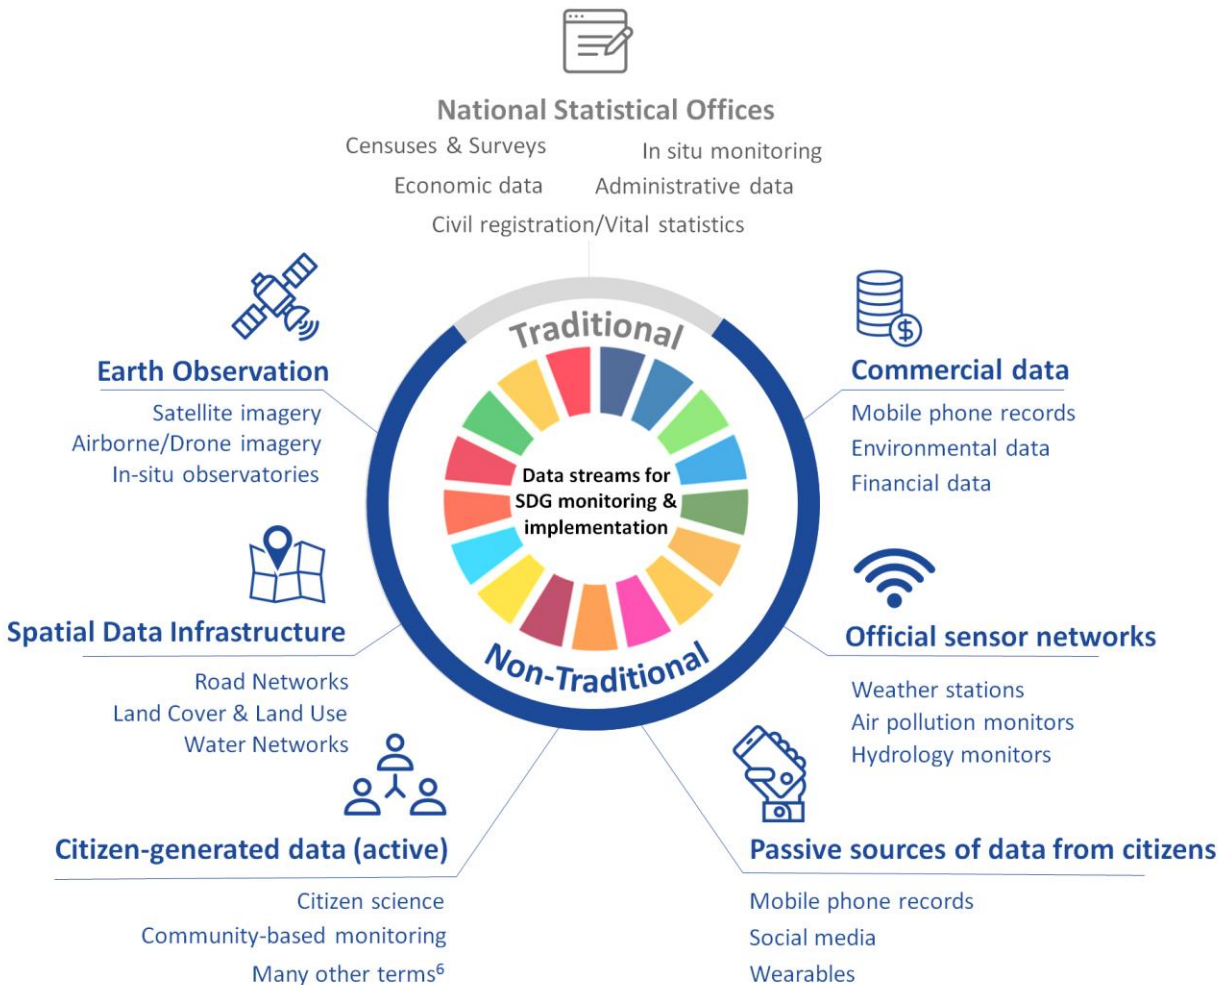 National Statistical Offices
Censuses & Surveys
In situ monitoring
Economic data
Administrative data
Civil registration/Vital statistics
Traditional
Earth Observation
Satellite imagery
Airborne/Drone imagery
In-situ observatories
Commercial data
Mobile phone records
Environmental data
Financial data
Data streams for
SDG monitoring &
implementation
Non-Traditional
Spatial Data Infrastructure
Road Networks
Land Cover & Land Use
Water Networks
Official sensor networks
Weather stations
Air pollution monitors
Hydrology monitors
Citizen-generated data (active)
Citizen science
Community-based monitoring
Many other terms⁶
Passive sources of data from citizens
Mobile phone records
Social media
Wearables